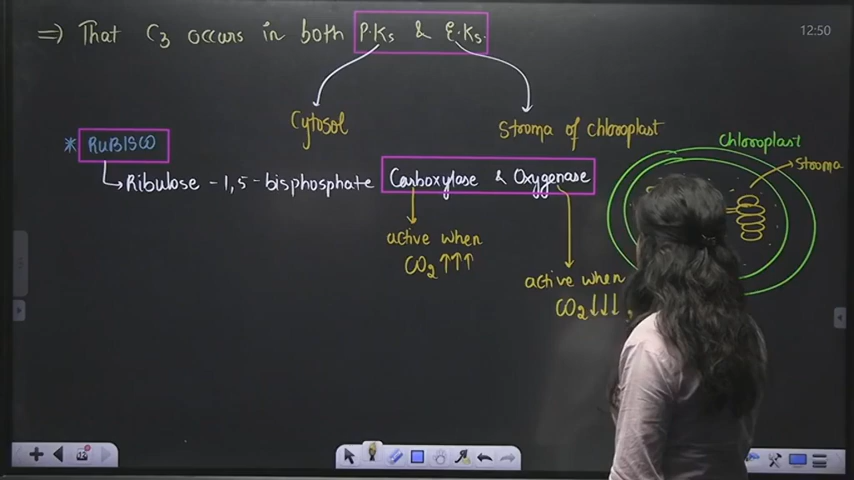 12:50
⇒ That C₃ occurs in both P.Ks & E.Ks.
Cytosol
Stroma of chloroplast
Chloroplast
Stroma
* RuBISCO
Ribulose - 1,5 - bisphosphate Carboxylase & Oxygenase
active when
CO₂ ↑↑↑
active when
CO₂ ↓↓↓ ,